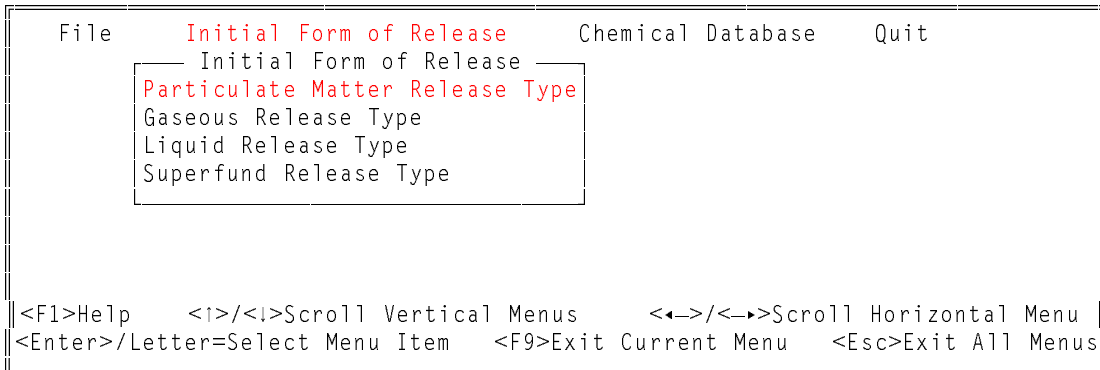 File Initial Form of Release Chemical Database Quit
Initial Form of Release
Particulate Matter Release Type
Gaseous Release Type
Liquid Release Type
Superfund Release Type
<F1>Help <↑>/<↓>Scroll Vertical Menus <◂—>/<—▸>Scroll Horizontal Menu
<Enter>/Letter=Select Menu Item <F9>Exit Current Menu <Esc>Exit All Menus